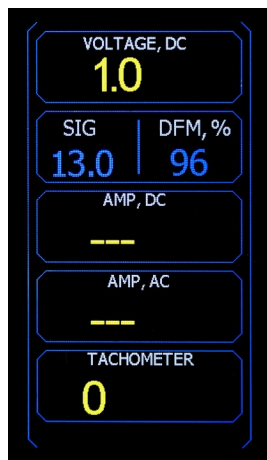 VOLTAGE, DC
1.0
SIG DFM, %
13.0 96
AMP, DC
---
AMP, AC
---
TACHOMETER
0